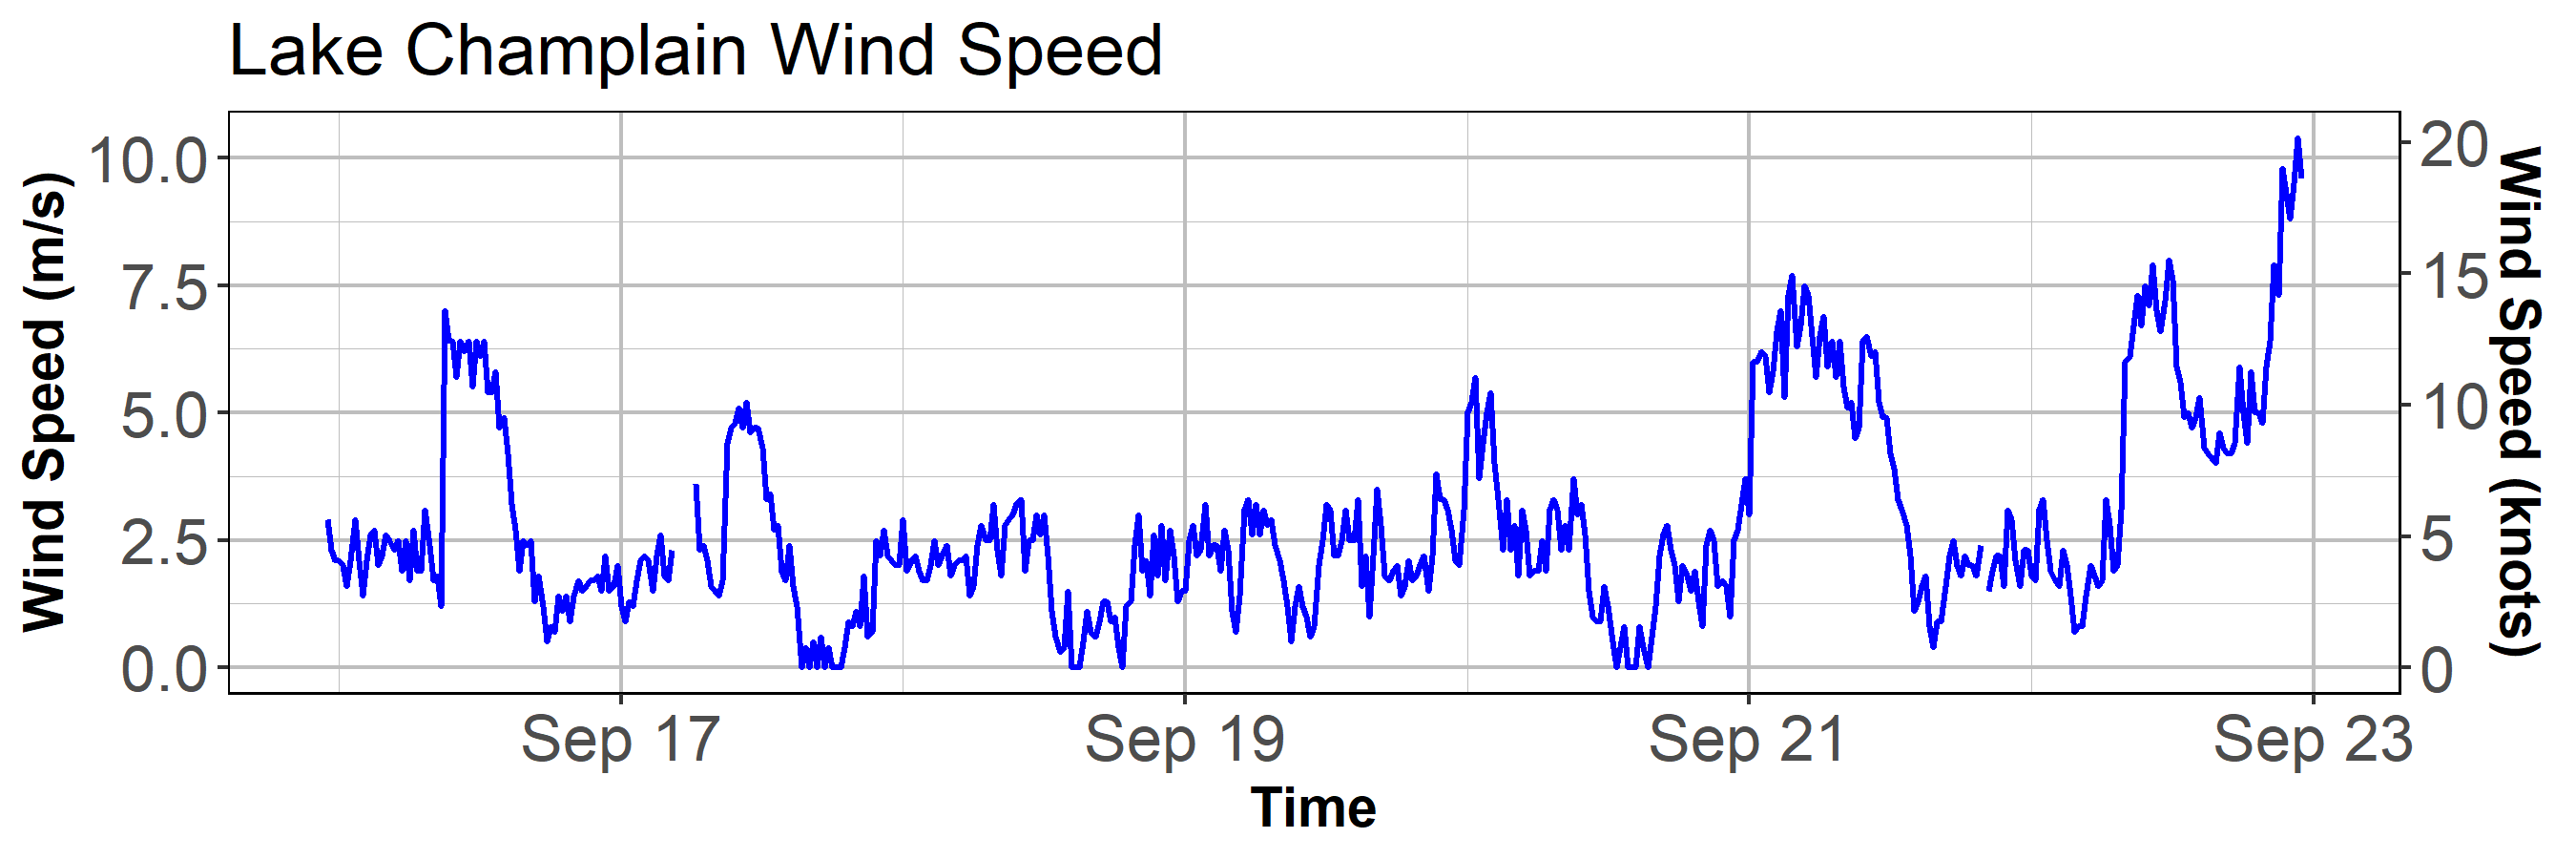 Lake Champlain Wind Speed
Wind Speed (m/s)
10.0
7.5
5.0
2.5
0.0
20
15
10
5
0
Wind Speed (knots)
Sep 17
Sep 19
Sep 21
Sep 23
Time